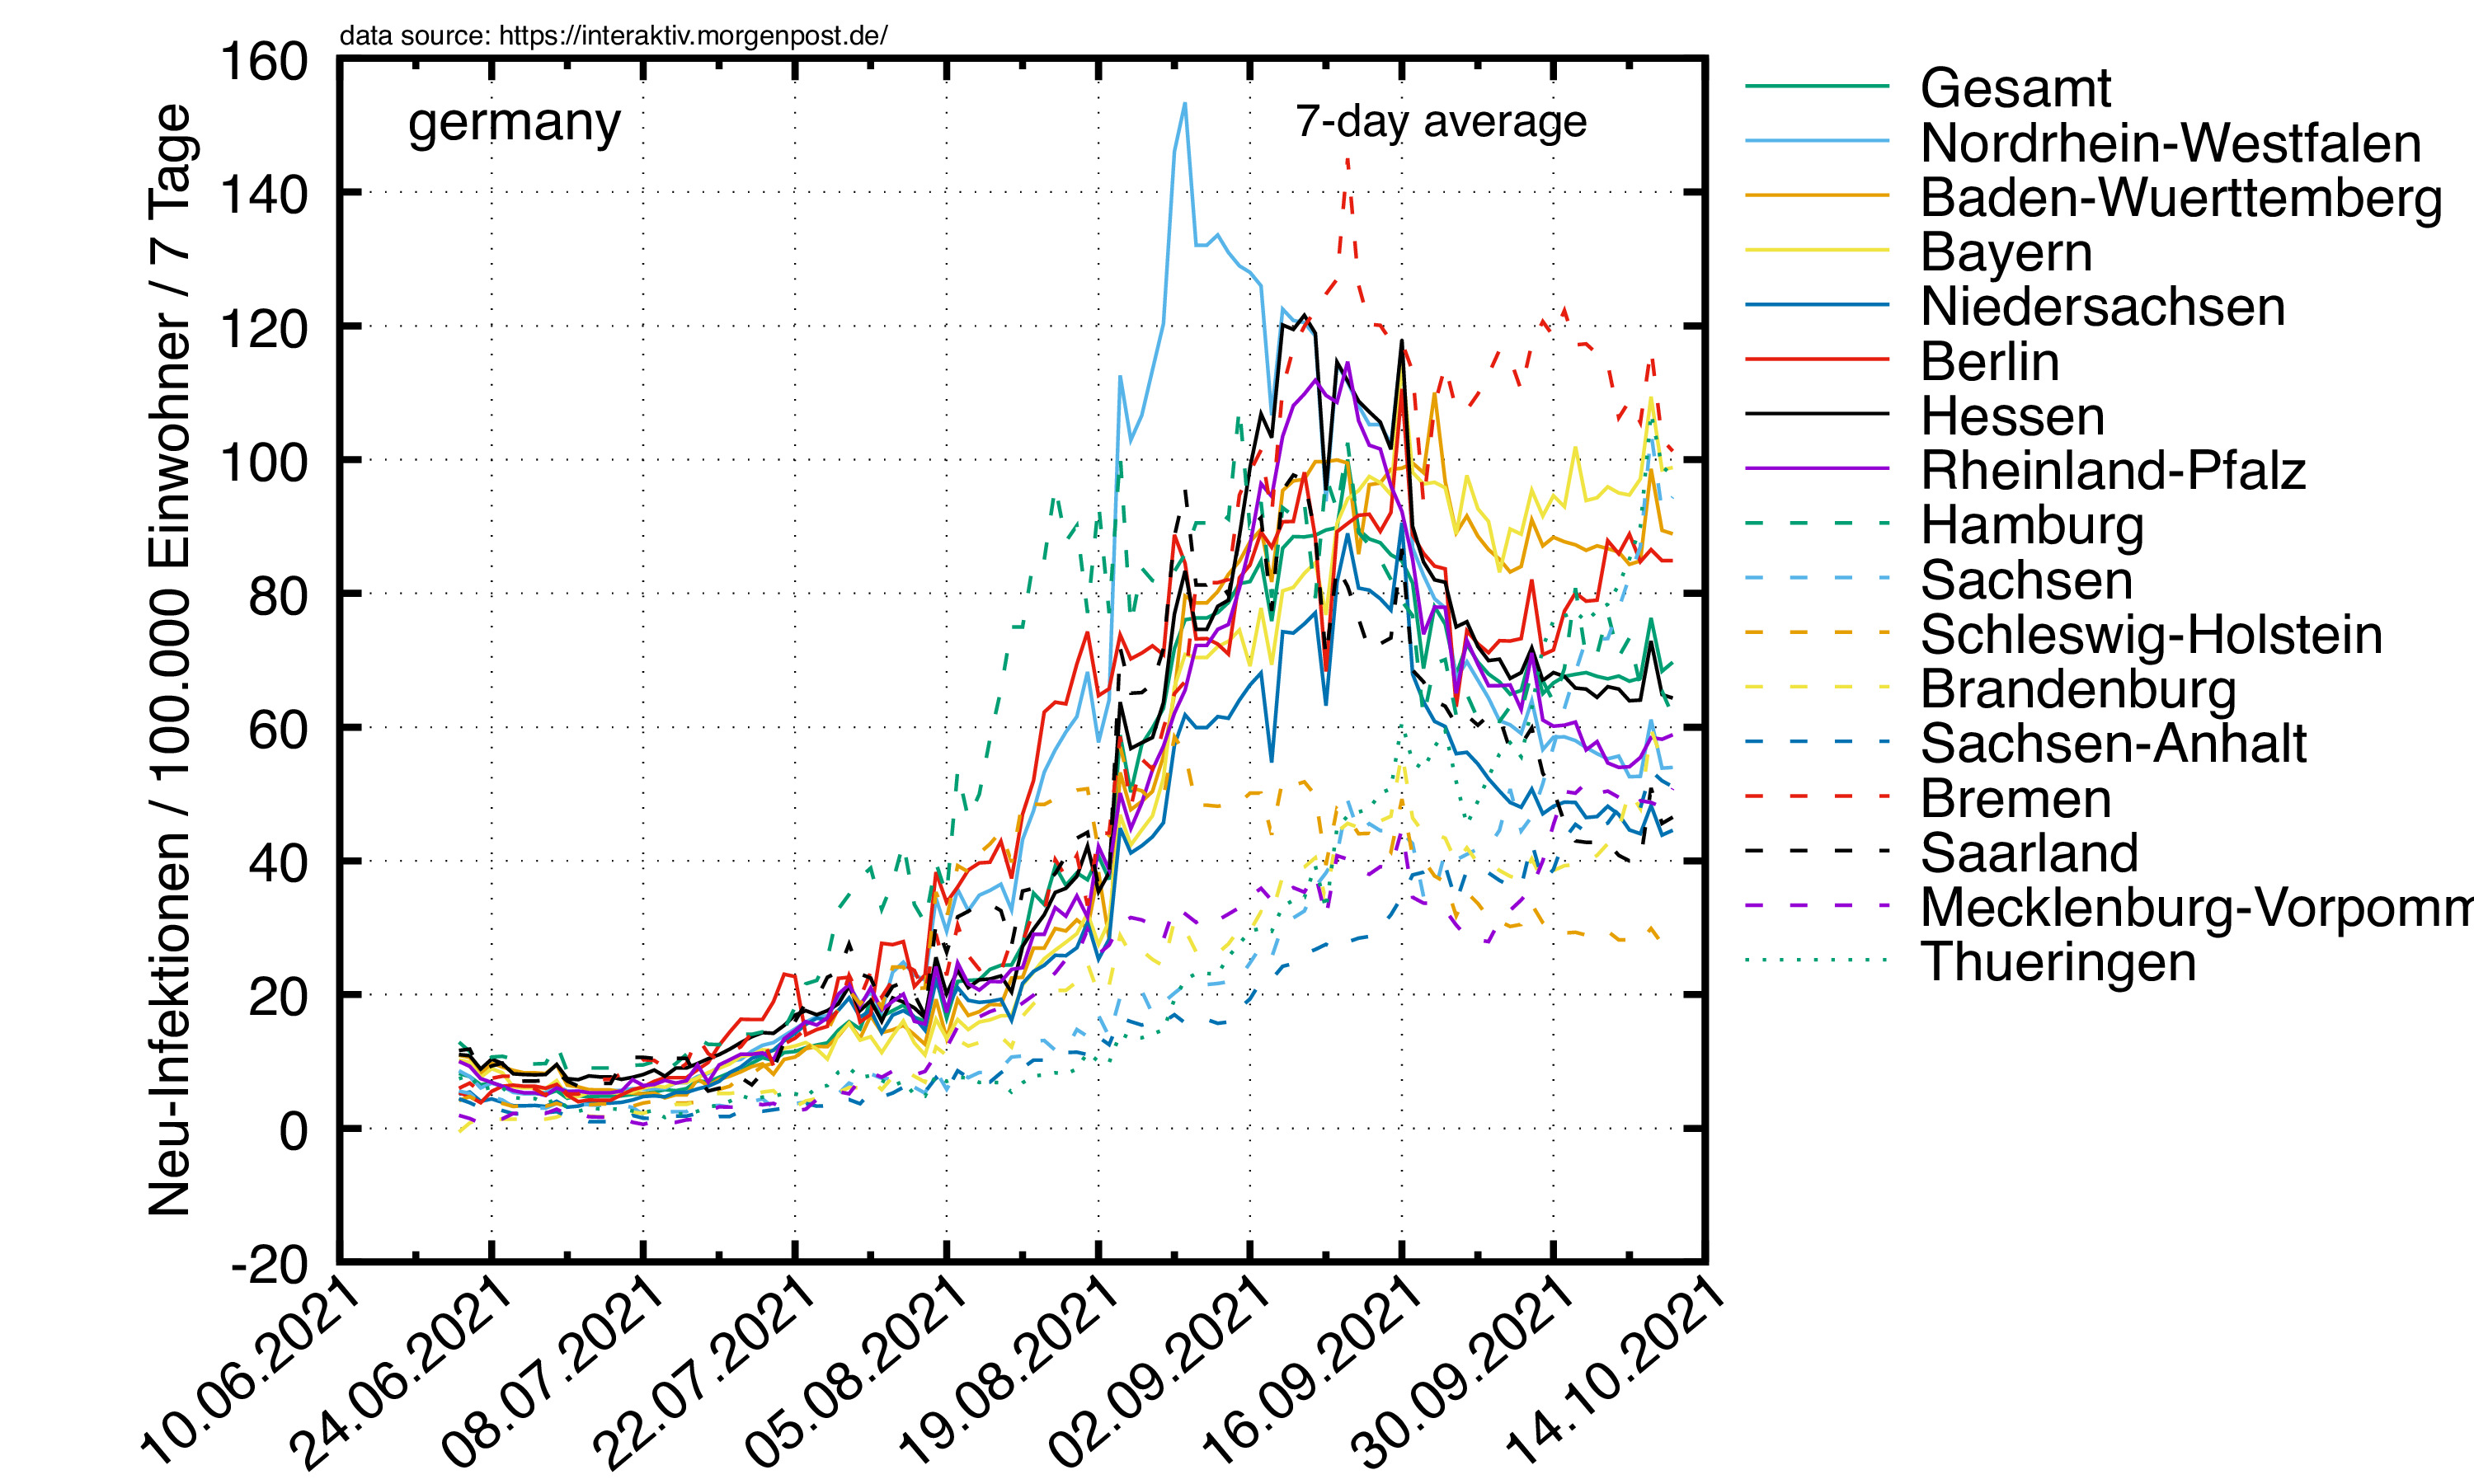 data source: https://interaktiv.morgenpost.de/
germany
7-day average
Neu-Infektionen / 100.000 Einwohner / 7 Tage
160
140
120
100
80
60
40
20
0
-20
10.06.2021
24.06.2021
08.07.2021
22.07.2021
05.08.2021
19.08.2021
02.09.2021
16.09.2021
30.09.2021
14.10.2021
Gesamt
Nordrhein-Westfalen
Baden-Wuerttemberg
Bayern
Niedersachsen
Berlin
Hessen
Rheinland-Pfalz
Hamburg
Sachsen
Schleswig-Holstein
Brandenburg
Sachsen-Anhalt
Bremen
Saarland
Mecklenburg-Vorpomm
Thueringen